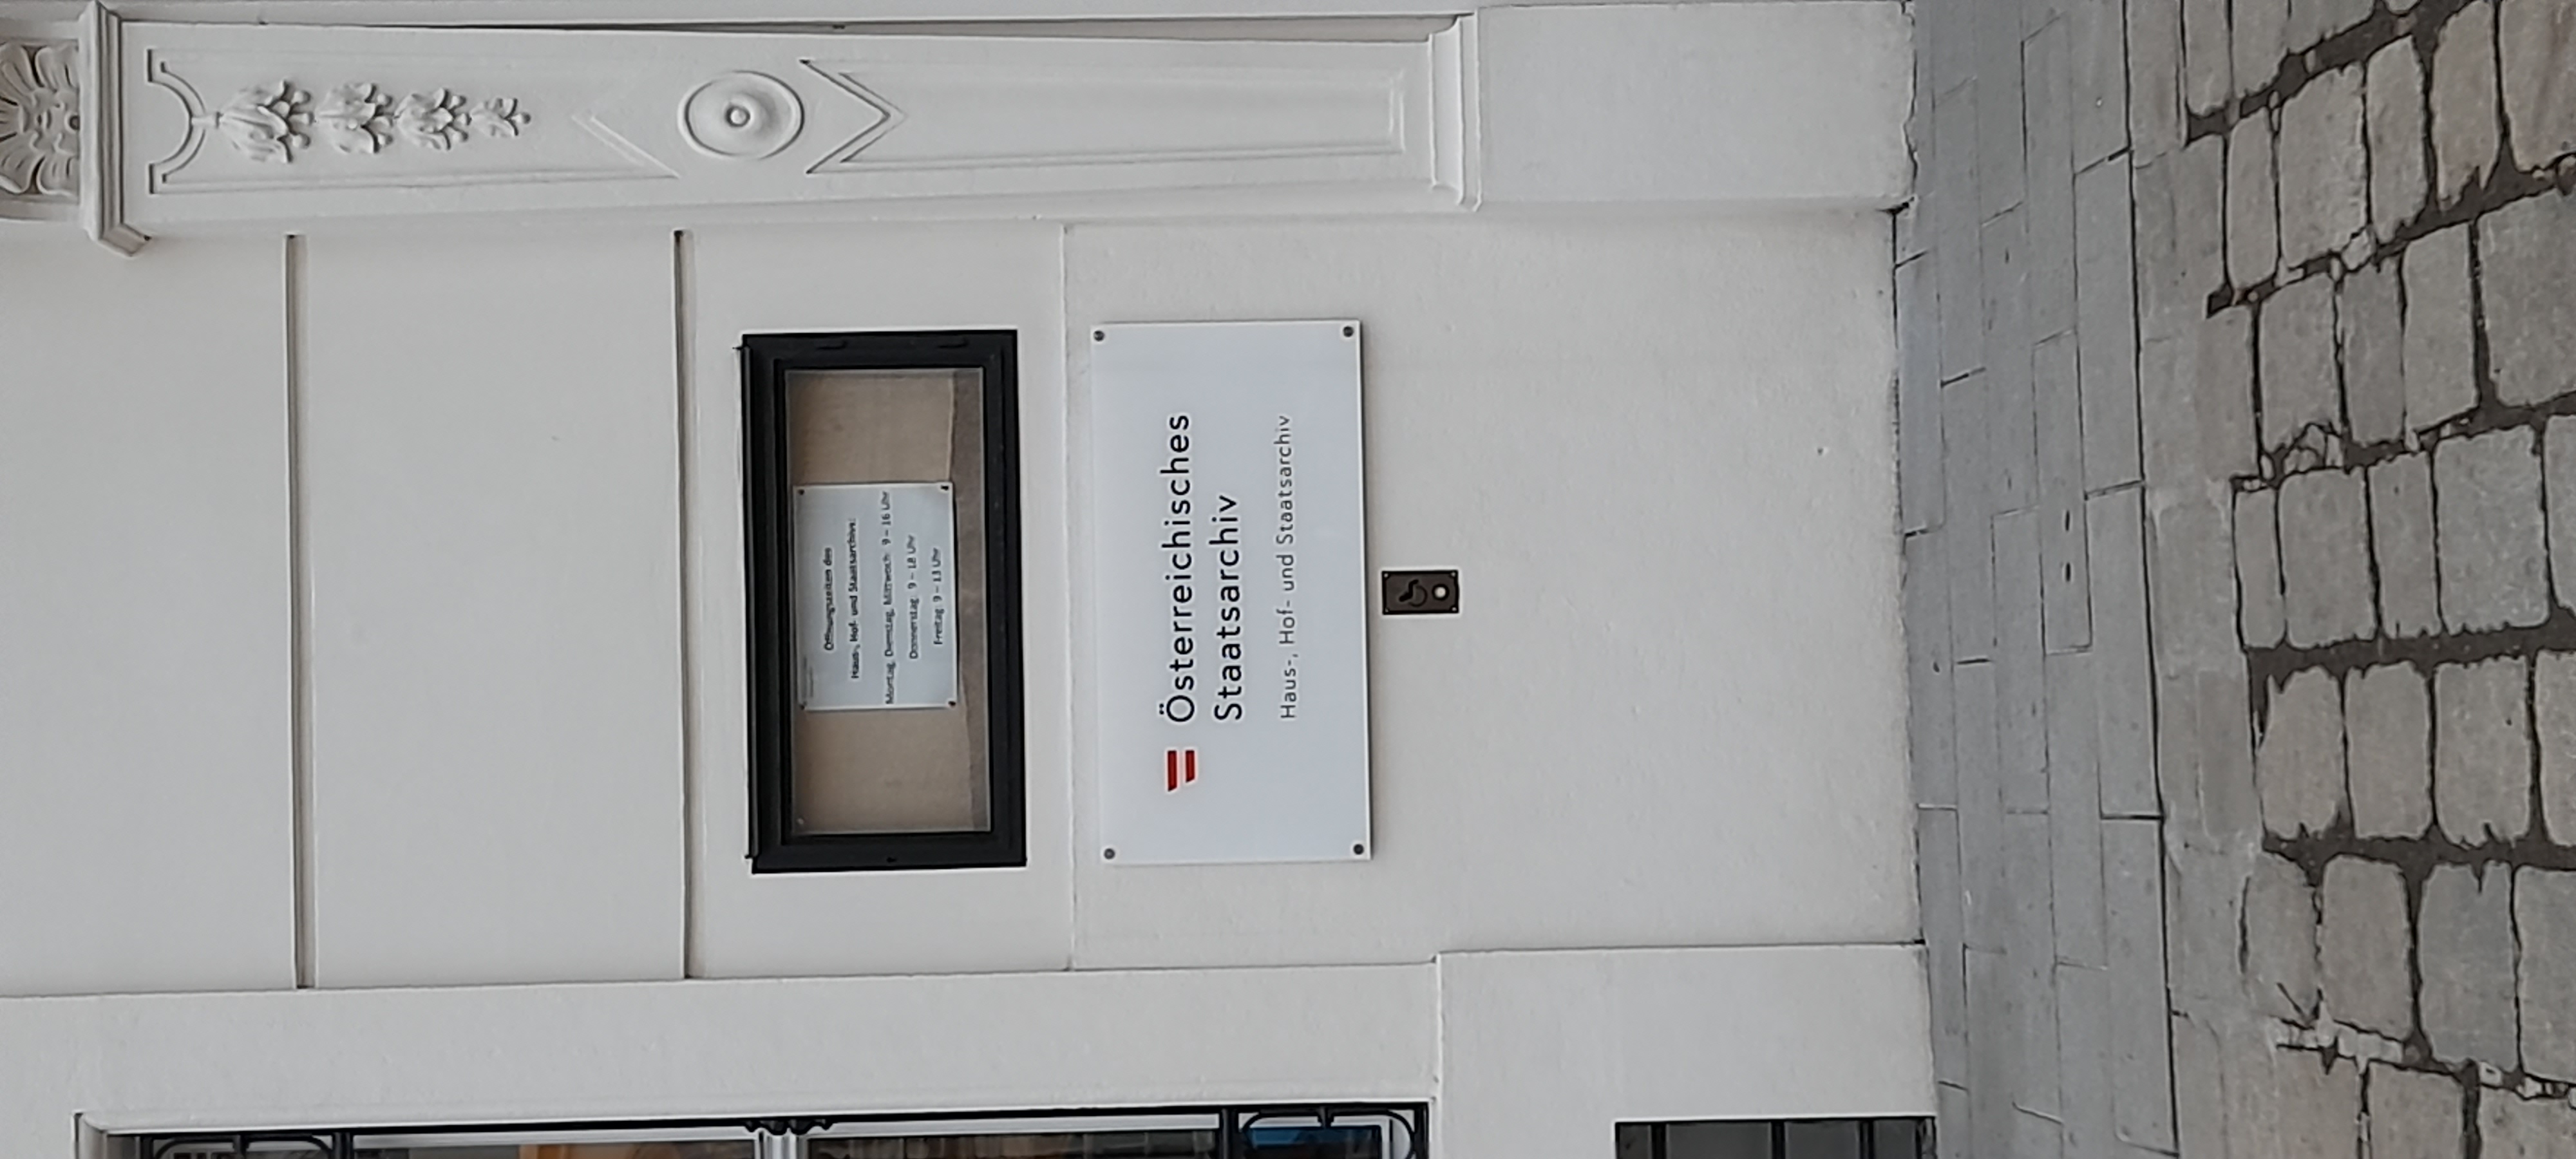 Öffnungszeiten des
Haus-, Hof- und Staatsarchivs:
Montag, Dienstag, Mittwoch: 9 – 16 Uhr
Donnerstag: 9 – 18 Uhr
Freitag: 9 – 13 Uhr
Österreichisches
Staatsarchiv
Haus-, Hof- und Staatsarchiv